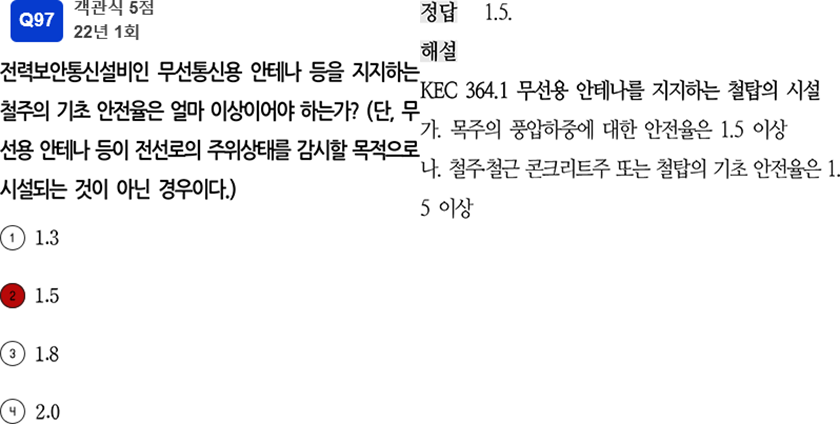 Q97
객관식 5점
22년 1회
전력보안통신설비인 무선통신용 안테나 등을 지지하는
철주의 기초 안전율은 얼마 이상이어야 하는가? (단, 무
선용 안테나 등이 전선로의 주위상태를 감시할 목적으로
시설되는 것이 아닌 경우이다.)
① 1.3
② 1.5
③ 1.8
④ 2.0
정답 1.5.
해설
KEC 364.1 무선용 안테나를 지지하는 철탑의 시설
가. 목주의 풍압하중에 대한 안전율은 1.5 이상
나. 철주·철근 콘크리트주 또는 철탑의 기초 안전율은 1.
5 이상